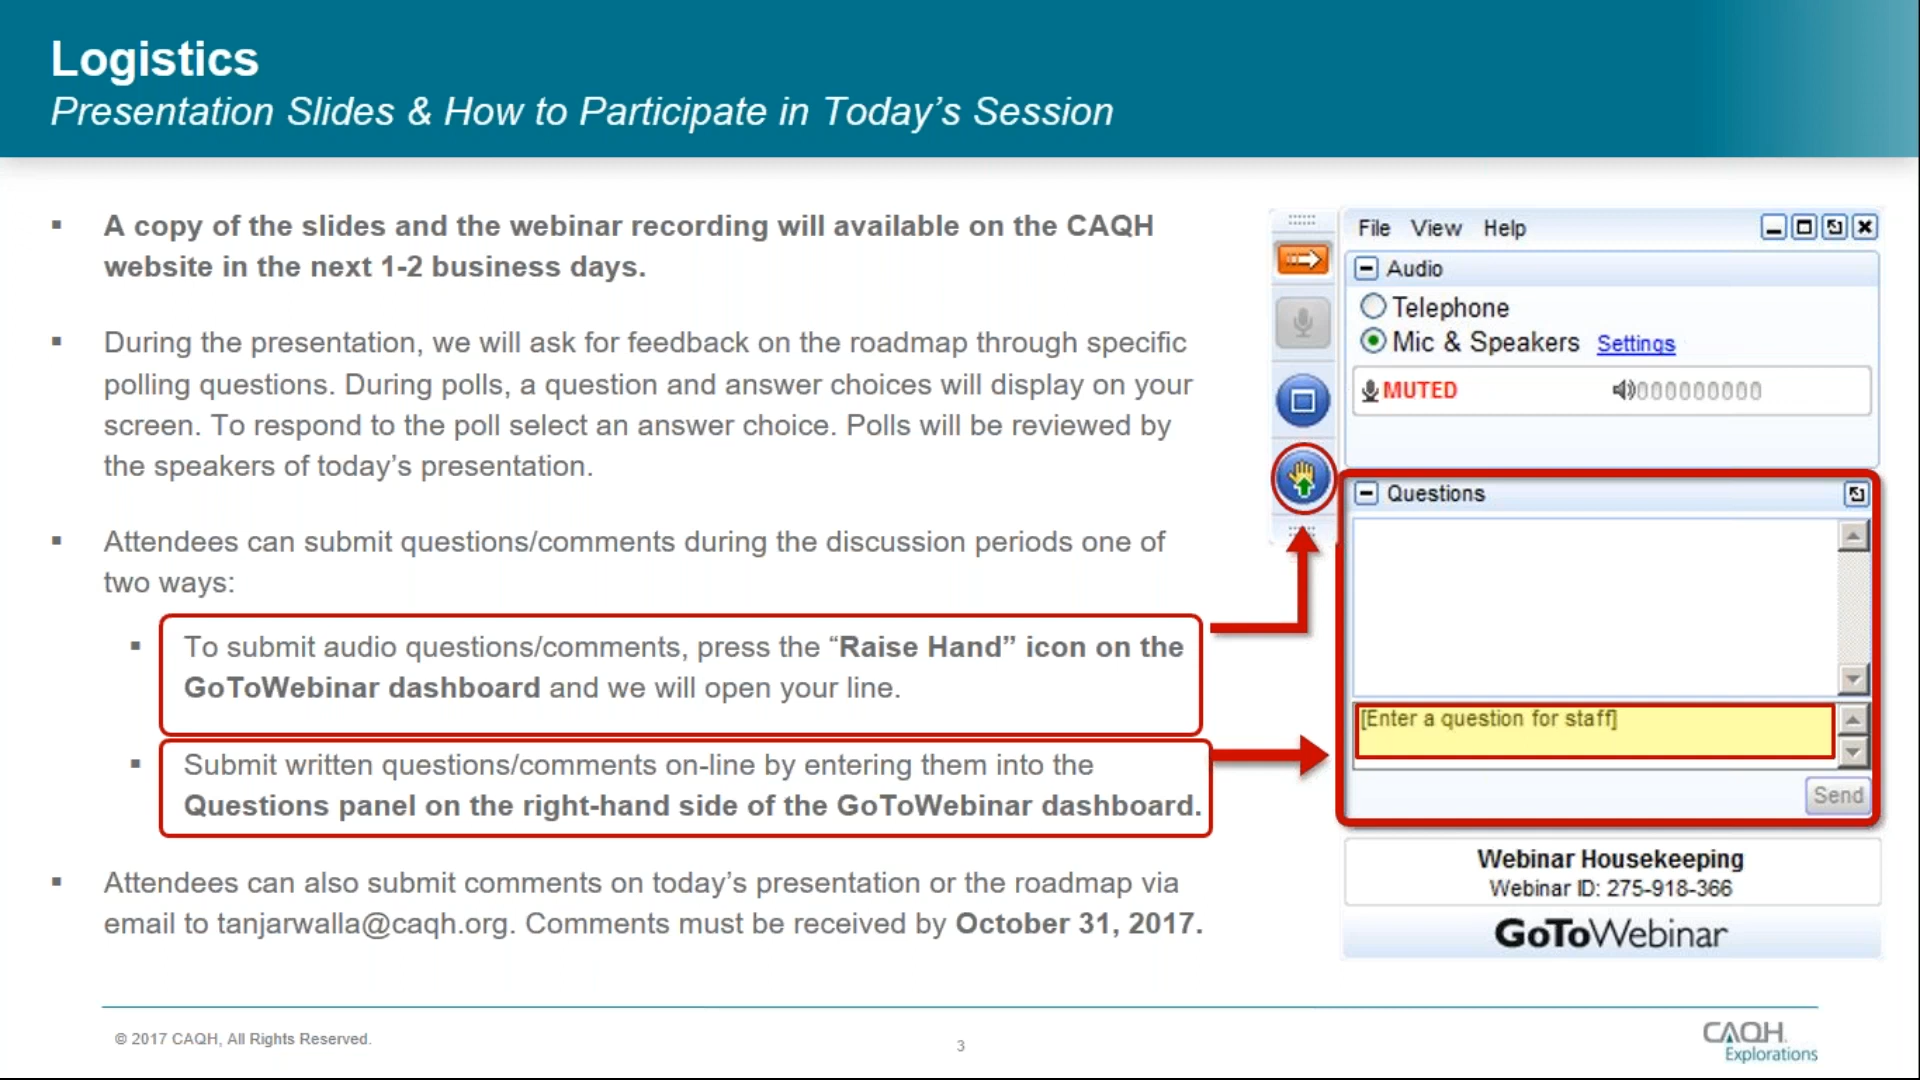 Logistics
Presentation Slides & How to Participate in Today’s Session
▪ A copy of the slides and the webinar recording will available on the CAQH
website in the next 1-2 business days.
▪ During the presentation, we will ask for feedback on the roadmap through specific
polling questions. During polls, a question and answer choices will display on your
screen. To respond to the poll select an answer choice. Polls will be reviewed by
the speakers of today’s presentation.
▪ Attendees can submit questions/comments during the discussion periods one of
two ways:
▪ To submit audio questions/comments, press the “Raise Hand” icon on the
GoToWebinar dashboard and we will open your line.
▪ Submit written questions/comments on-line by entering them into the
Questions panel on the right-hand side of the GoToWebinar dashboard.
▪ Attendees can also submit comments on today’s presentation or the roadmap via
email to tanjarwalla@caqh.org. Comments must be received by October 31, 2017.
File View Help
Audio
Telephone
Mic & Speakers Settings
MUTED 000000000
Questions
[Enter a question for staff]
Send
Webinar Housekeeping
Webinar ID: 275-918-366
GoToWebinar
© 2017 CAQH, All Rights Reserved.
3
CAQH
Explorations